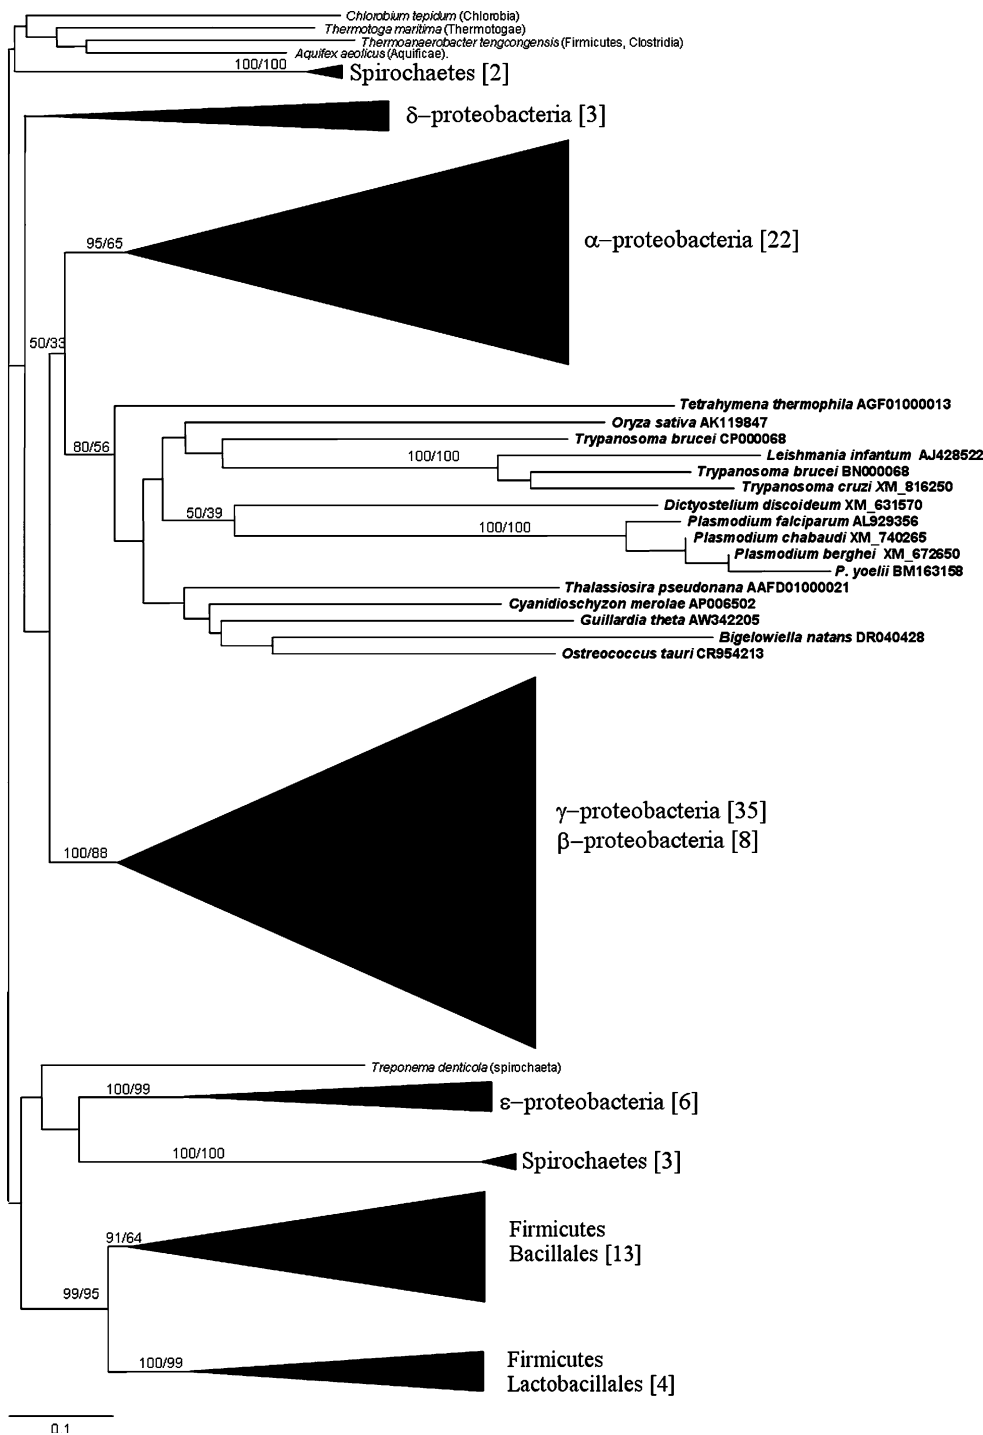 Chlorobium tepidum (Chlorobia)
Thermotoga maritima (Thermotogae)
Thermoanaerobacter tengcongensis (Firmicutes, Clostridia)
Aquifex aeolicus (Aquificae).
100/100
Spirochaetes [2]
δ–proteobacteria [3]
95/65
α–proteobacteria [22]
50/33
Tetrahymena thermophila AGF01000013
Oryza sativa AK119847
Trypanosoma brucei CP000068
80/56
100/100
Leishmania infantum AJ428522
Trypanosoma brucei BN000068
Trypanosoma cruzi XM_816250
Dictyostelium discoideum XM_631570
50/39
Plasmodium falciparum AL929356
100/100
Plasmodium chabaudi XM_740265
Plasmodium berghei XM_672650
P. yoelii BM163158
Thalassiosira pseudonana AAFD01000021
Cyanidioschyzon merolae AP006502
Guillardia theta AW342205
Bigelowiella natans DR040428
Ostreococcus tauri CR954213
γ–proteobacteria [35]
β–proteobacteria [8]
100/88
Treponema denticola (spirochaeta)
100/99
ε–proteobacteria [6]
100/100
Spirochaetes [3]
91/64
Firmicutes
Bacillales [13]
99/95
100/99
Firmicutes
Lactobacillales [4]
0.1